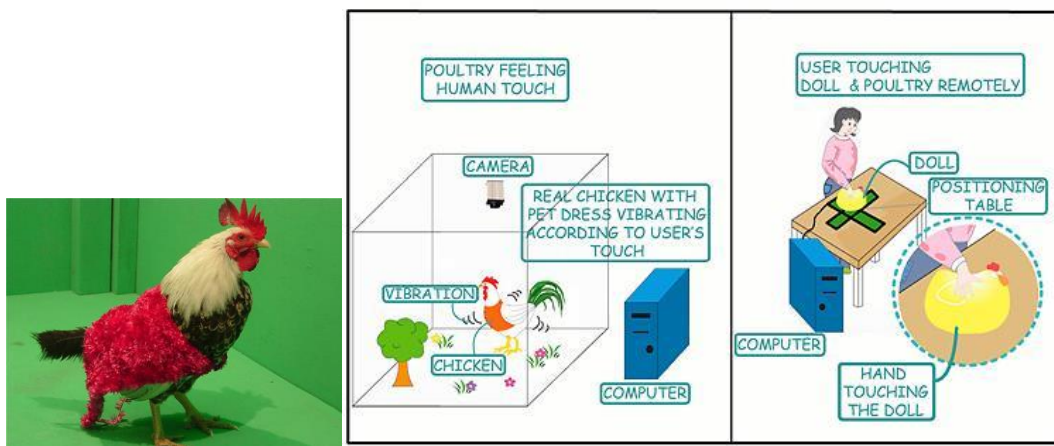 POULTRY FEELING
HUMAN TOUCH
CAMERA
REAL CHICKEN WITH
PET DRESS VIBRATING
ACCORDING TO USER'S
TOUCH
VIBRATION
CHICKEN
COMPUTER
USER TOUCHING
DOLL & POULTRY REMOTELY
DOLL
POSITIONING
TABLE
COMPUTER
HAND
TOUCHING
THE DOLL